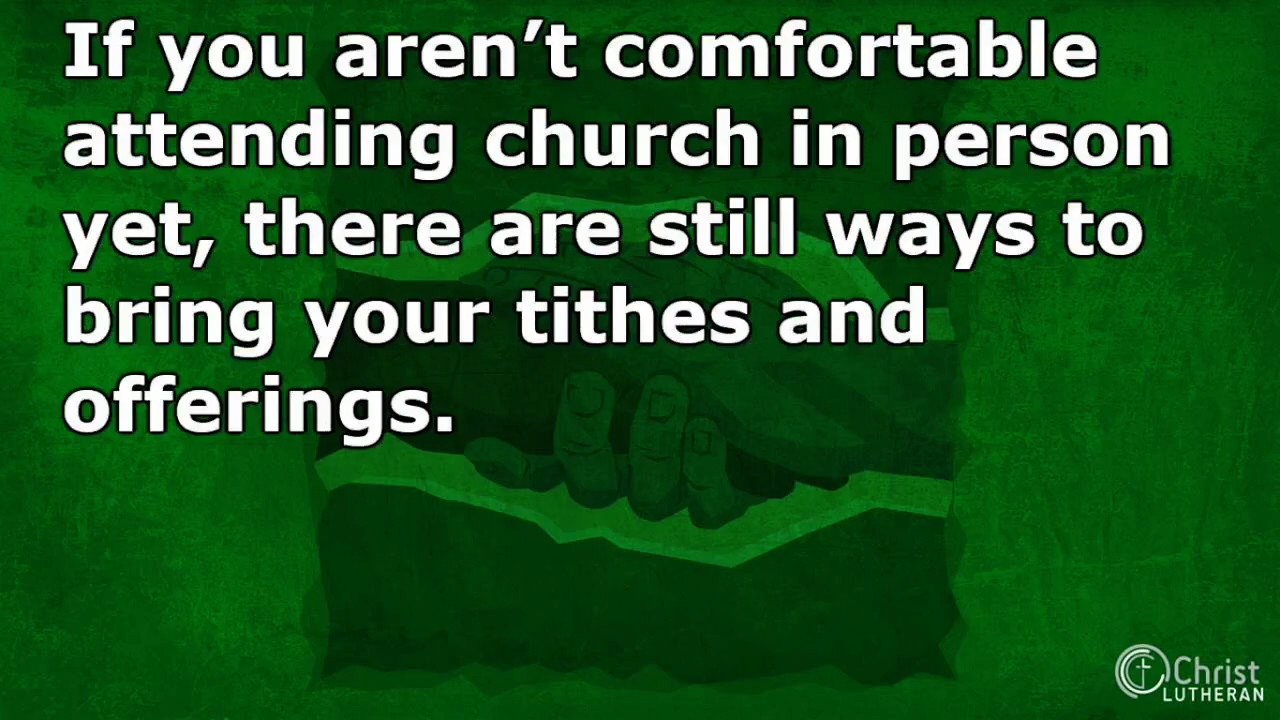 If you aren’t comfortable
attending church in person
yet, there are still ways to
bring your tithes and
offerings.
Christ
LUTHERAN